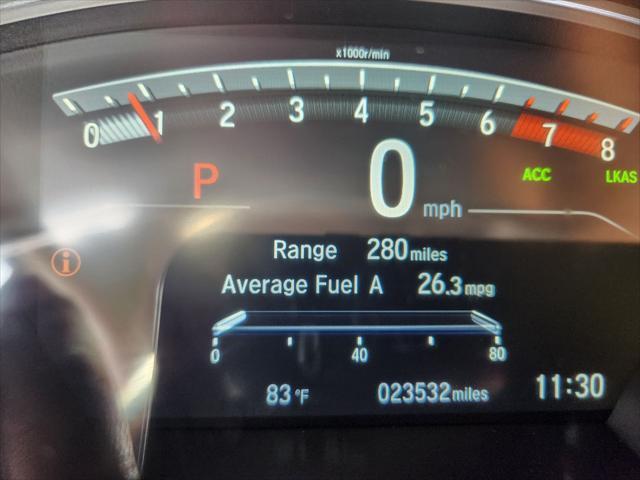 x1000r/min
0 1 2 3 4 5 6 7 8
P 0 mph ACC LKAS
Range 280 miles
Average Fuel A 26.3 mpg
0 40 80
83 °F 023532 miles 11:30